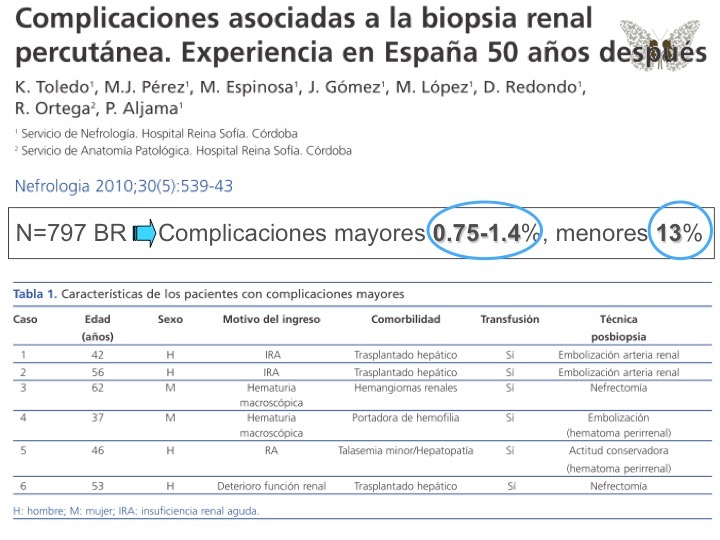 Complicaciones asociadas a la biopsia renal
percutánea. Experiencia en España 50 años después
K. Toledo¹, M.J. Pérez¹, M. Espinosa¹, J. Gómez¹, M. López¹, D. Redondo¹,
R. Ortega², P. Aljama¹
¹ Servicio de Nefrología. Hospital Reina Sofía. Córdoba
² Servicio de Anatomía Patológica. Hospital Reina Sofía. Córdoba
Nefrologia 2010;30(5):539-43
N=797 BR Complicaciones mayores 0.75-1.4%, menores 13%
Tabla 1. Características de los pacientes con complicaciones mayores
Caso Edad Sexo Motivo del ingreso Comorbilidad Transfusión Técnica
(años) posbiopsia
1 42 H IRA Trasplantado hepático Sí Embolización arteria renal
2 56 H IRA Trasplantado hepático Sí Embolización arteria renal
3 62 M Hematuria Hemangiomas renales Sí Nefrectomía
macroscópica
4 37 M Hematuria Portadora de hemofilia Sí Embolización
macroscópica (hematoma perirrenal)
5 46 H RA Talasemia minor/Hepatopatía Sí Actitud conservadora
(hematoma perirrenal)
6 53 H Deterioro función renal Trasplantado hepático Sí Nefrectomía
H: hombre; M: mujer; IRA: insuficiencia renal aguda.